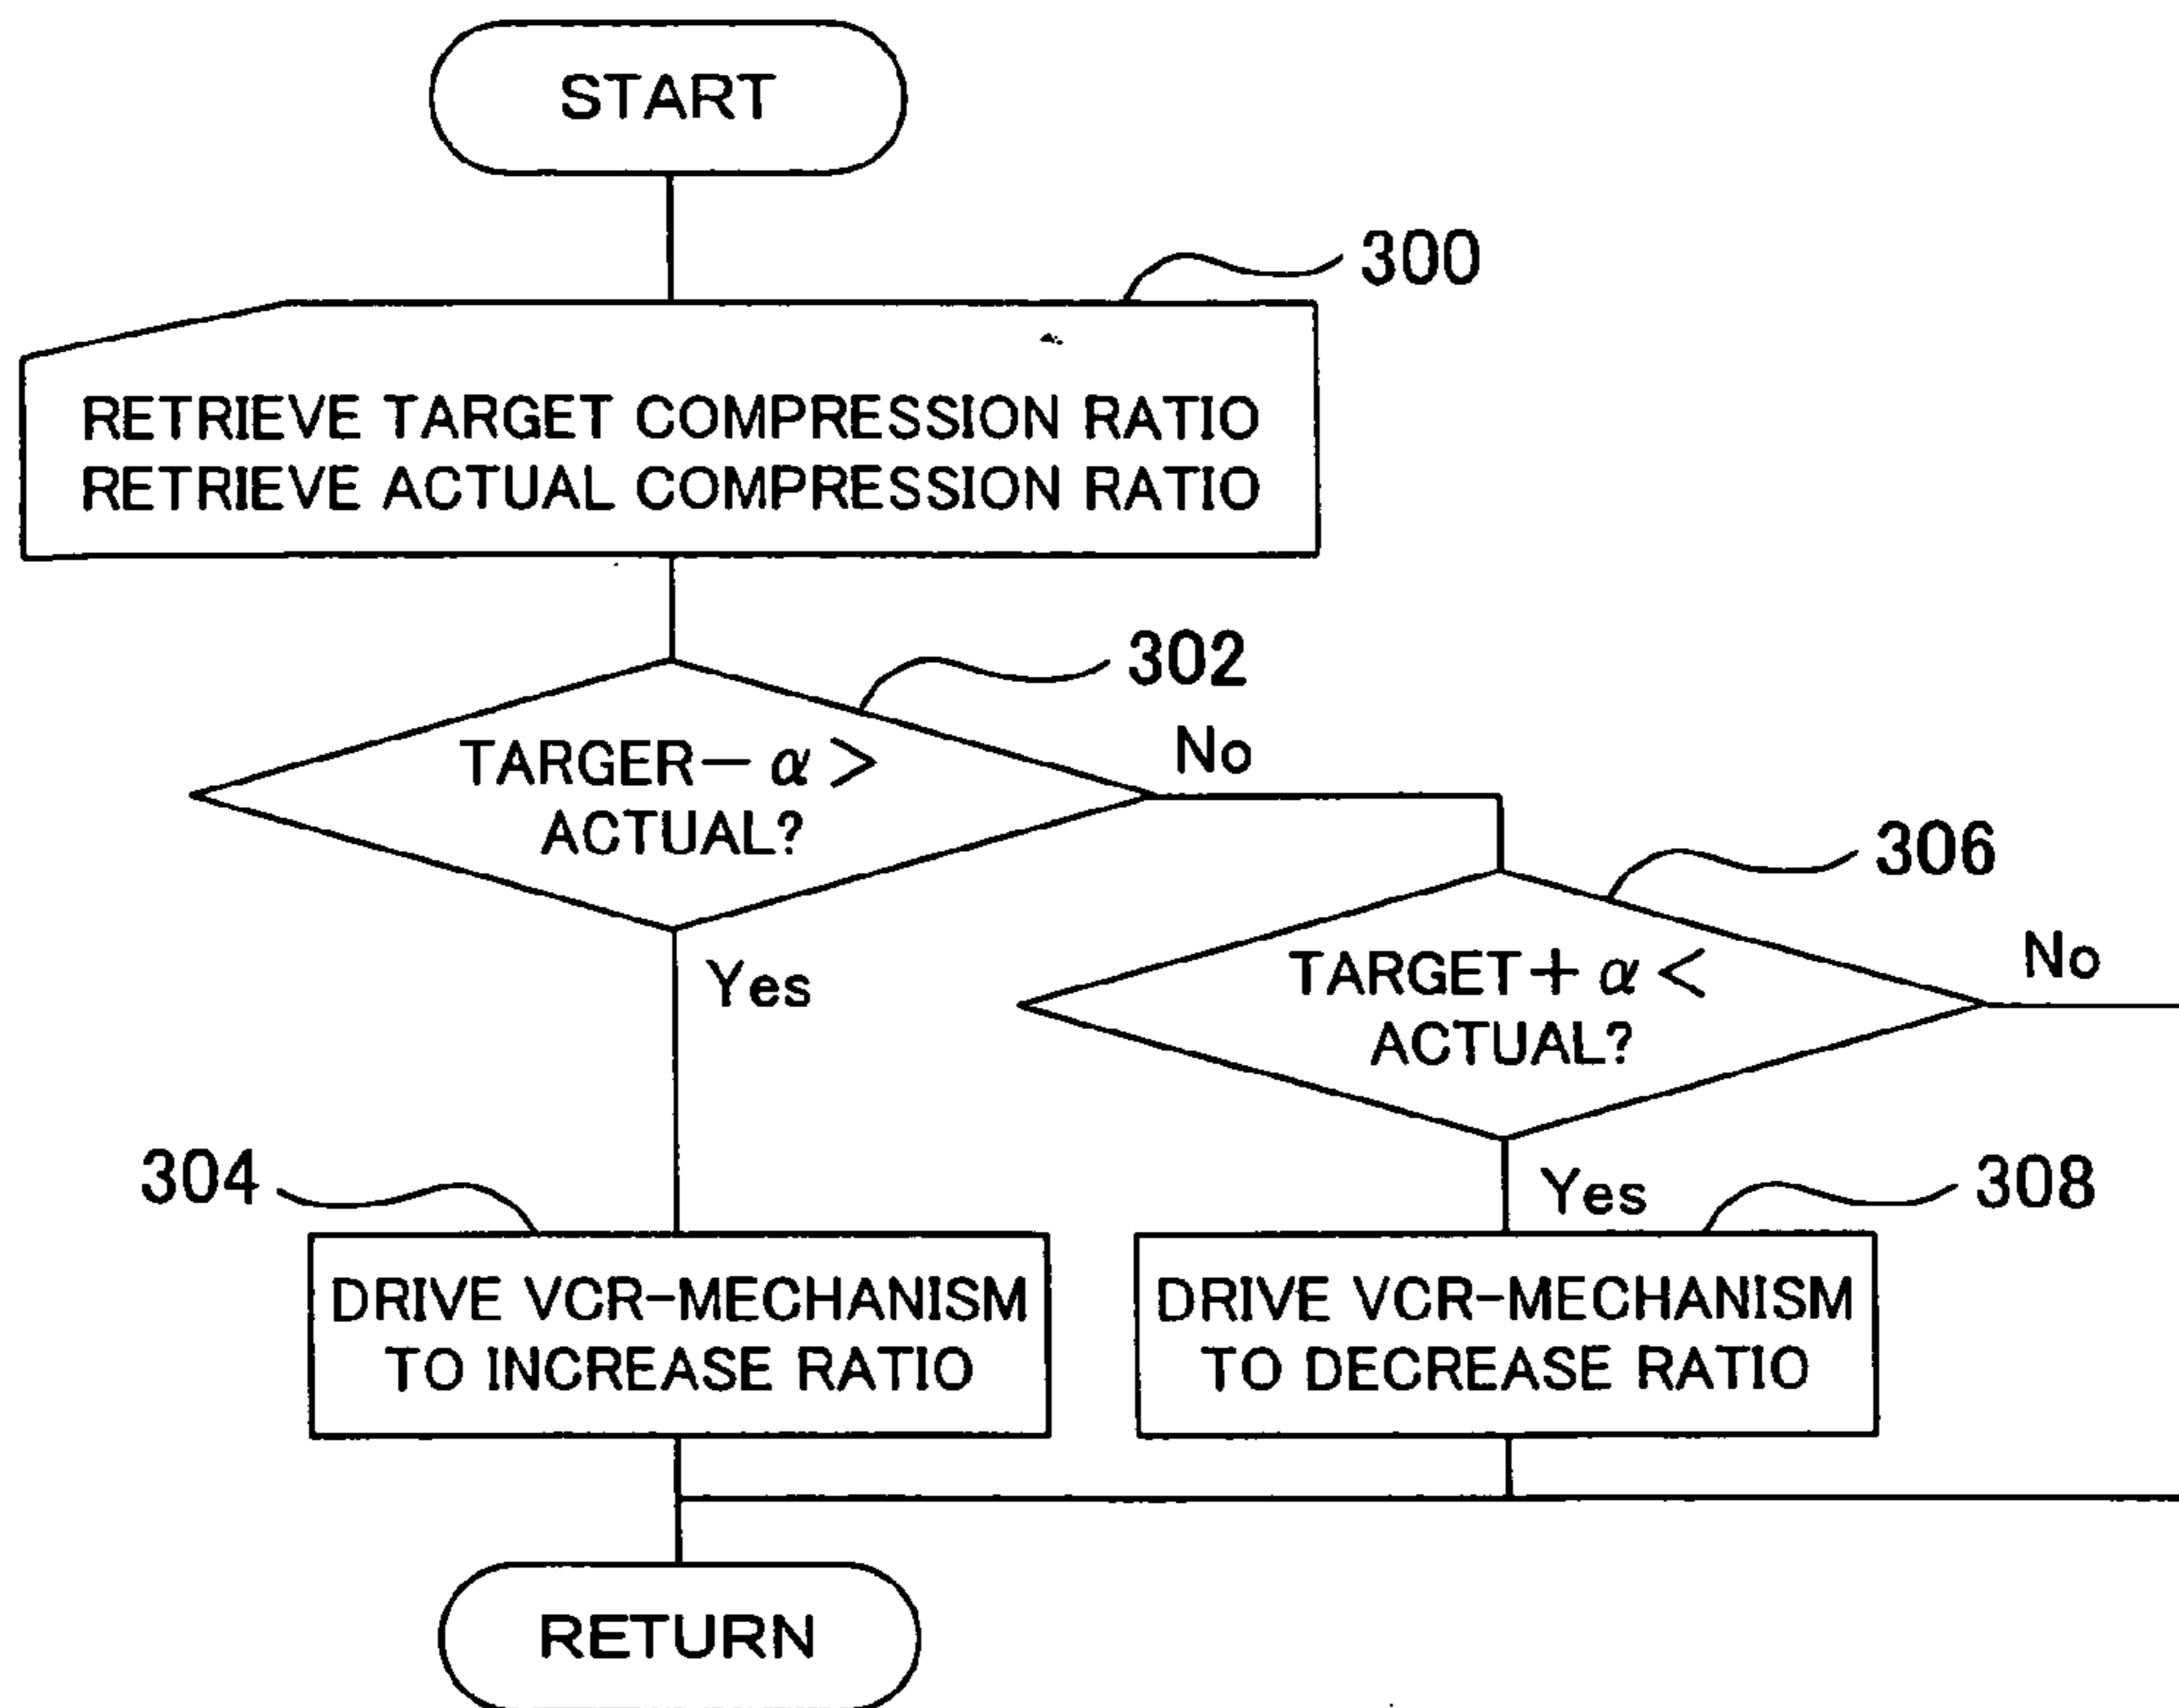 START
300
RETRIEVE TARGET COMPRESSION RATIO
RETRIEVE ACTUAL COMPRESSION RATIO
302
TARGER− α >
ACTUAL?
No
306
TARGET+ α <
ACTUAL?
No
Yes
304
DRIVE VCR-MECHANISM
TO INCREASE RATIO
Yes
308
DRIVE VCR-MECHANISM
TO DECREASE RATIO
RETURN